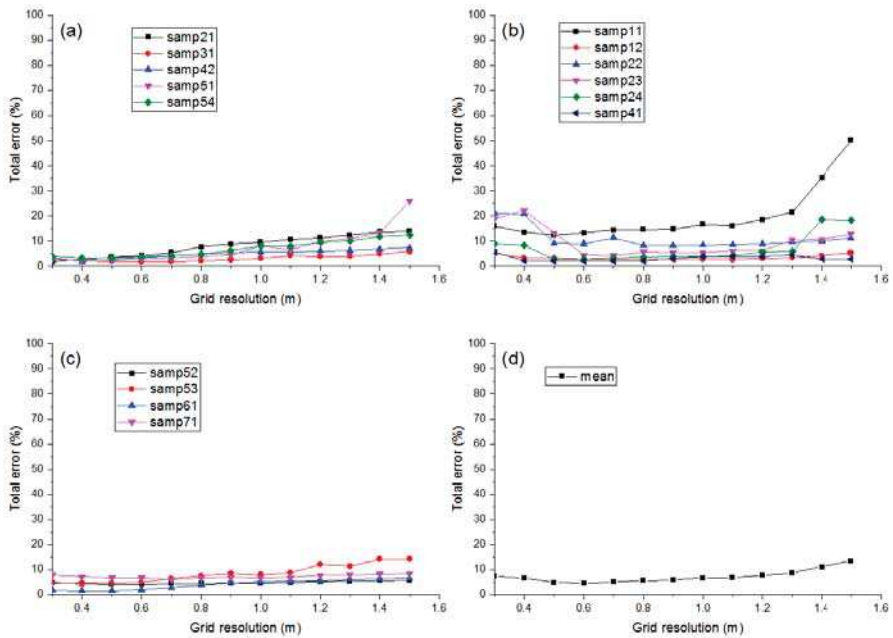 (a)
samp21
samp31
samp42
samp51
samp54
Total error (%)
100
90
80
70
60
50
40
30
20
10
0
0.4 0.6 0.8 1.0 1.2 1.4 1.6
Grid resolution (m)
(b)
samp11
samp12
samp22
samp23
samp24
samp41
Total error (%)
100
90
80
70
60
50
40
30
20
10
0
0.4 0.6 0.8 1.0 1.2 1.4 1.6
Grid resolution (m)
(c)
samp52
samp53
samp61
samp71
Total error (%)
100
90
80
70
60
50
40
30
20
10
0
0.4 0.6 0.8 1.0 1.2 1.4 1.6
Grid resolution (m)
(d)
mean
Total error (%)
100
90
80
70
60
50
40
30
20
10
0
0.4 0.6 0.8 1.0 1.2 1.4 1.6
Grid resolution (m)